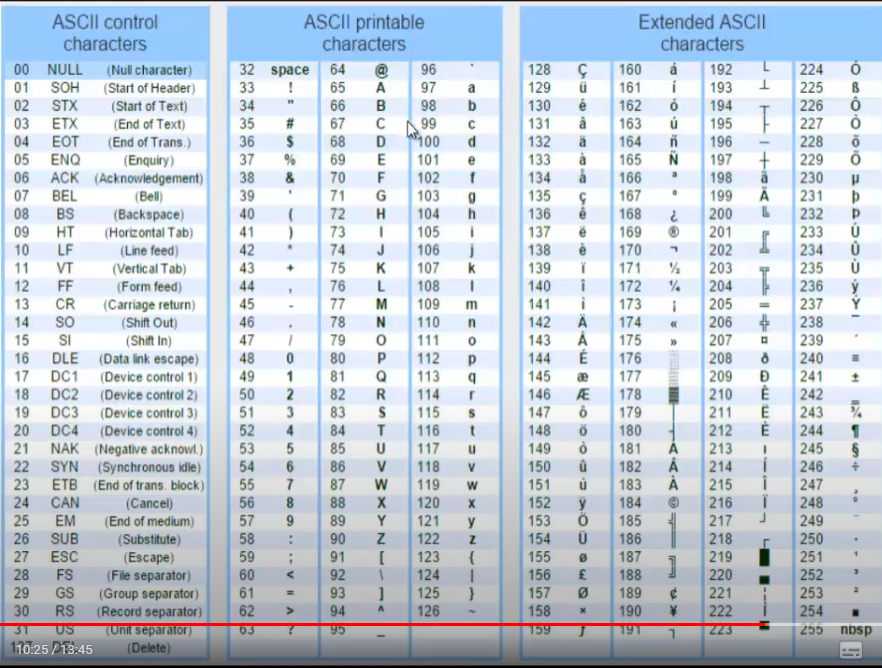 ASCII control characters ASCII printable characters Extended ASCII characters
00 NULL (Null character) 32 space 64 @ 96 ` 128 Ç 160 á 192 └ 224 Ó
01 SOH (Start of Header) 33 ! 65 A 97 a 129 ü 161 í 193 ┴ 225 ß
02 STX (Start of Text) 34 " 66 B 98 b 130 é 162 ó 194 ┬ 226 Ô
03 ETX (End of Text) 35 # 67 C 99 c 131 â 163 ú 195 ├ 227 Ò
04 EOT (End of Trans.) 36 $ 68 D 100 d 132 ä 164 ñ 196 ─ 228 õ
05 ENQ (Enquiry) 37 % 69 E 101 e 133 à 165 Ñ 197 ┼ 229 Õ
06 ACK (Acknowledgement) 38 & 70 F 102 f 134 å 166 ª 198 ã 230 µ
07 BEL (Bell) 39 ' 71 G 103 g 135 ç 167 º 199 Ã 231 þ
08 BS (Backspace) 40 ( 72 H 104 h 136 ê 168 ¿ 200 ╚ 232 Þ
09 HT (Horizontal Tab) 41 ) 73 I 105 i 137 ë 169 ® 201 ╔ 233 Ú
10 LF (Line feed) 42 * 74 J 106 j 138 è 170 ¬ 202 ╩ 234 Û
11 VT (Vertical Tab) 43 + 75 K 107 k 139 ï 171 ½ 203 ╦ 235 Ù
12 FF (Form feed) 44 , 76 L 108 l 140 î 172 ¼ 204 ╠ 236 ý
13 CR (Carriage return) 45 - 77 M 109 m 141 ì 173 ¡ 205 ═ 237 Ý
14 SO (Shift Out) 46 . 78 N 110 n 142 Ä 174 « 206 ╬ 238 ¯
15 SI (Shift In) 47 / 79 O 111 o 143 Å 175 » 207 ¤ 239 ´
16 DLE (Data link escape) 48 0 80 P 112 p 144 É 176 ░ 208 ð 240 ≡
17 DC1 (Device control 1) 49 1 81 Q 113 q 145 æ 177 ▒ 209 Ð 241 ±
18 DC2 (Device control 2) 50 2 82 R 114 r 146 Æ 178 ▓ 210 Ê 242 ‗
19 DC3 (Device control 3) 51 3 83 S 115 s 147 ô 179 │ 211 Ë 243 ¾
20 DC4 (Device control 4) 52 4 84 T 116 t 148 ö 180 ┤ 212 È 244 ¶
21 NAK (Negative acknowl.) 53 5 85 U 117 u 149 ò 181 Á 213 ı 245 §
22 SYN (Synchronous idle) 54 6 86 V 118 v 150 û 182 Â 214 Í 246 ÷
23 ETB (End of trans. block) 55 7 87 W 119 w 151 ù 183 À 215 Î 247 ¸
24 CAN (Cancel) 56 8 88 X 120 x 152 ÿ 184 © 216 Ï 248 °
25 EM (End of medium) 57 9 89 Y 121 y 153 Ö 185 ╣ 217 ┘ 249 ¨
26 SUB (Substitute) 58 : 90 Z 122 z 154 Ü 186 ║ 218 ┌ 250 ·
27 ESC (Escape) 59 ; 91 [ 123 { 155 ø 187 ╗ 219 █ 251 ¹
28 FS (File separator) 60 < 92 \ 124 | 156 £ 188 ╝ 220 ▄ 252 ³
29 GS (Group separator) 61 = 93 ] 125 } 157 Ø 189 ¢ 221 ¦ 253 ²
30 RS (Record separator) 62 > 94 ^ 126 ~ 158 × 190 ¥ 222 Ì 254 ■
31 US (Unit separator) 63 ? 95 _ 159 ƒ 191 ┐ 223 ▀ 255 nbsp
10:25 / 13:45 (Delete)